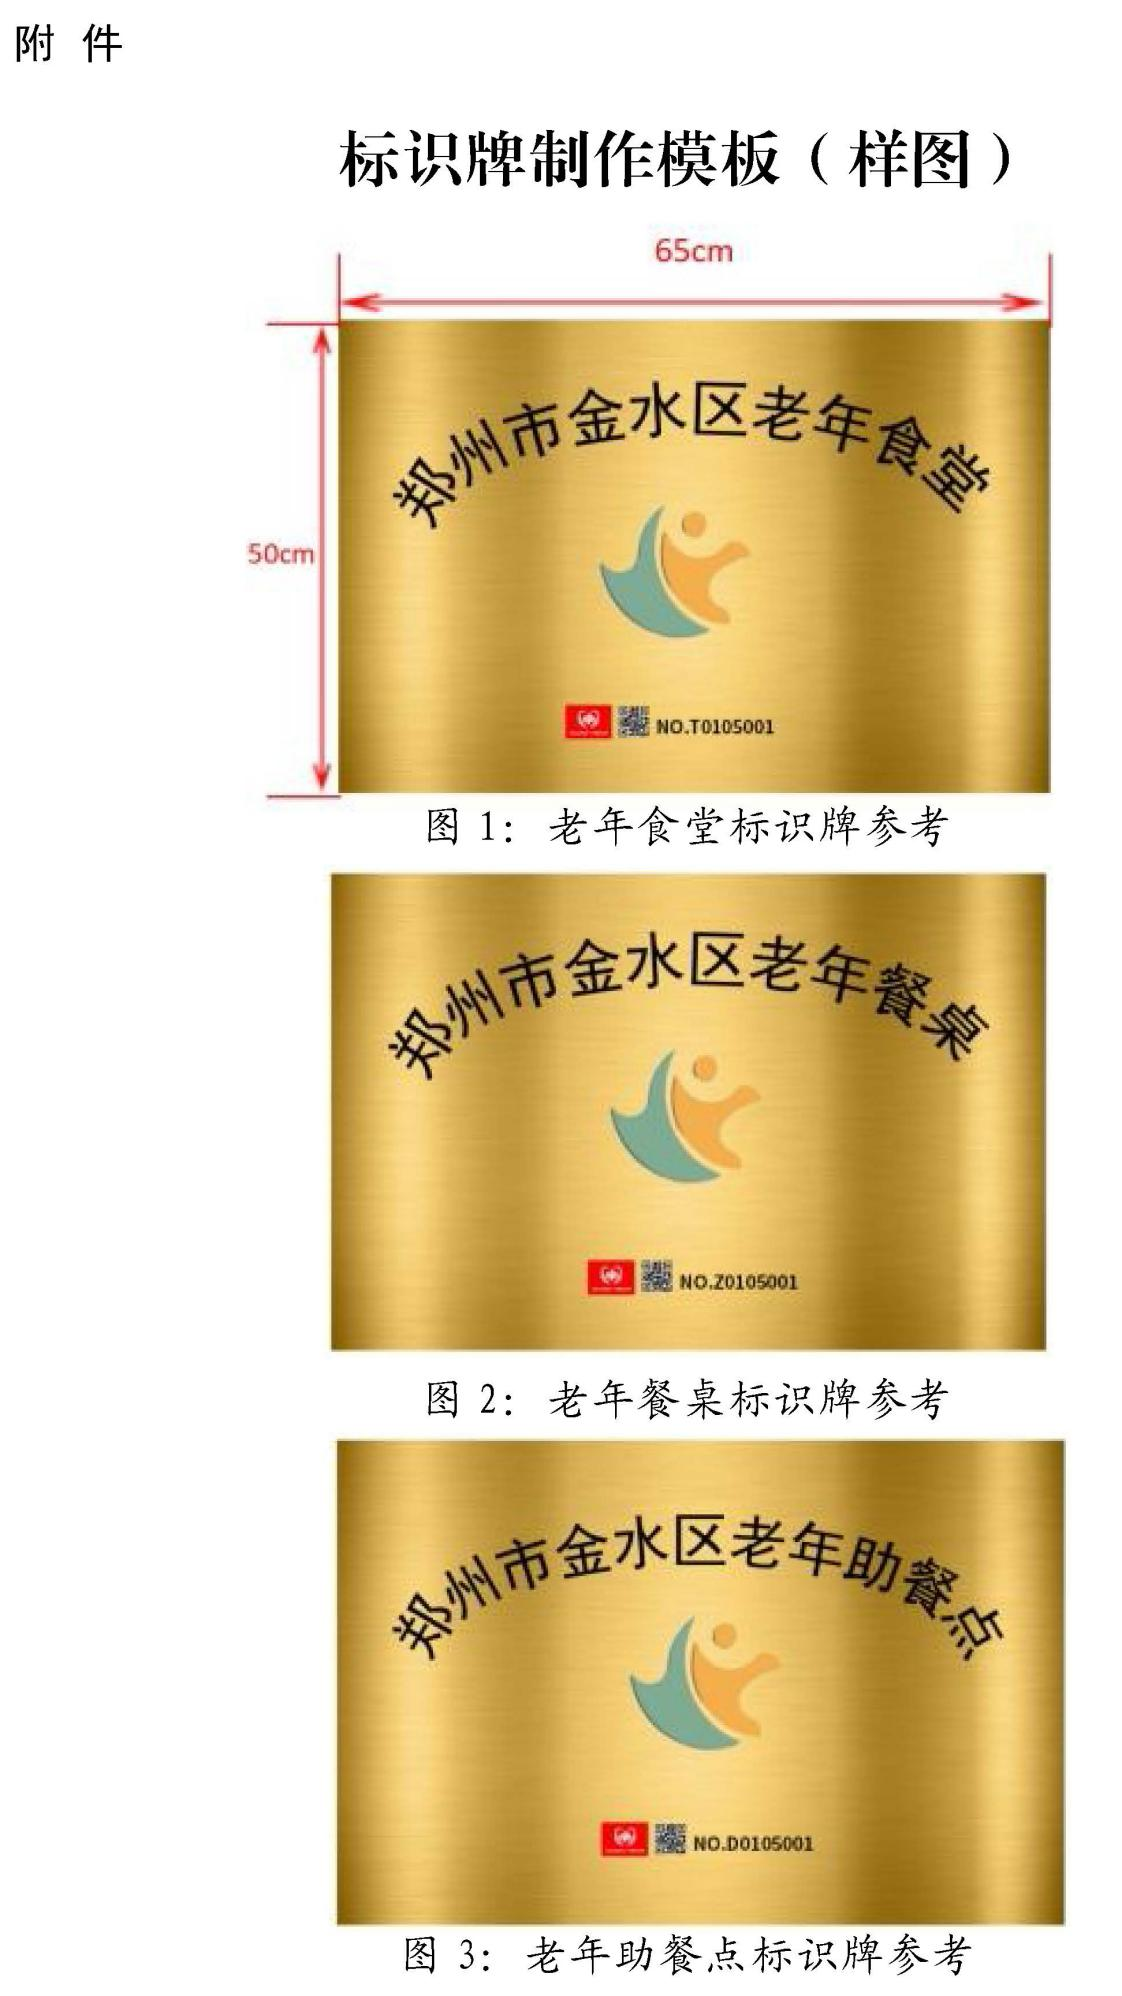 附 件
标识牌制作模板（样图）
65cm
50cm
郑州市金水区老年食堂
NO.T0105001
图 1：老年食堂标识牌参考
郑州市金水区老年餐桌
NO.Z0105001
图 2：老年餐桌标识牌参考
郑州市金水区老年助餐点
NO.D0105001
图 3：老年助餐点标识牌参考